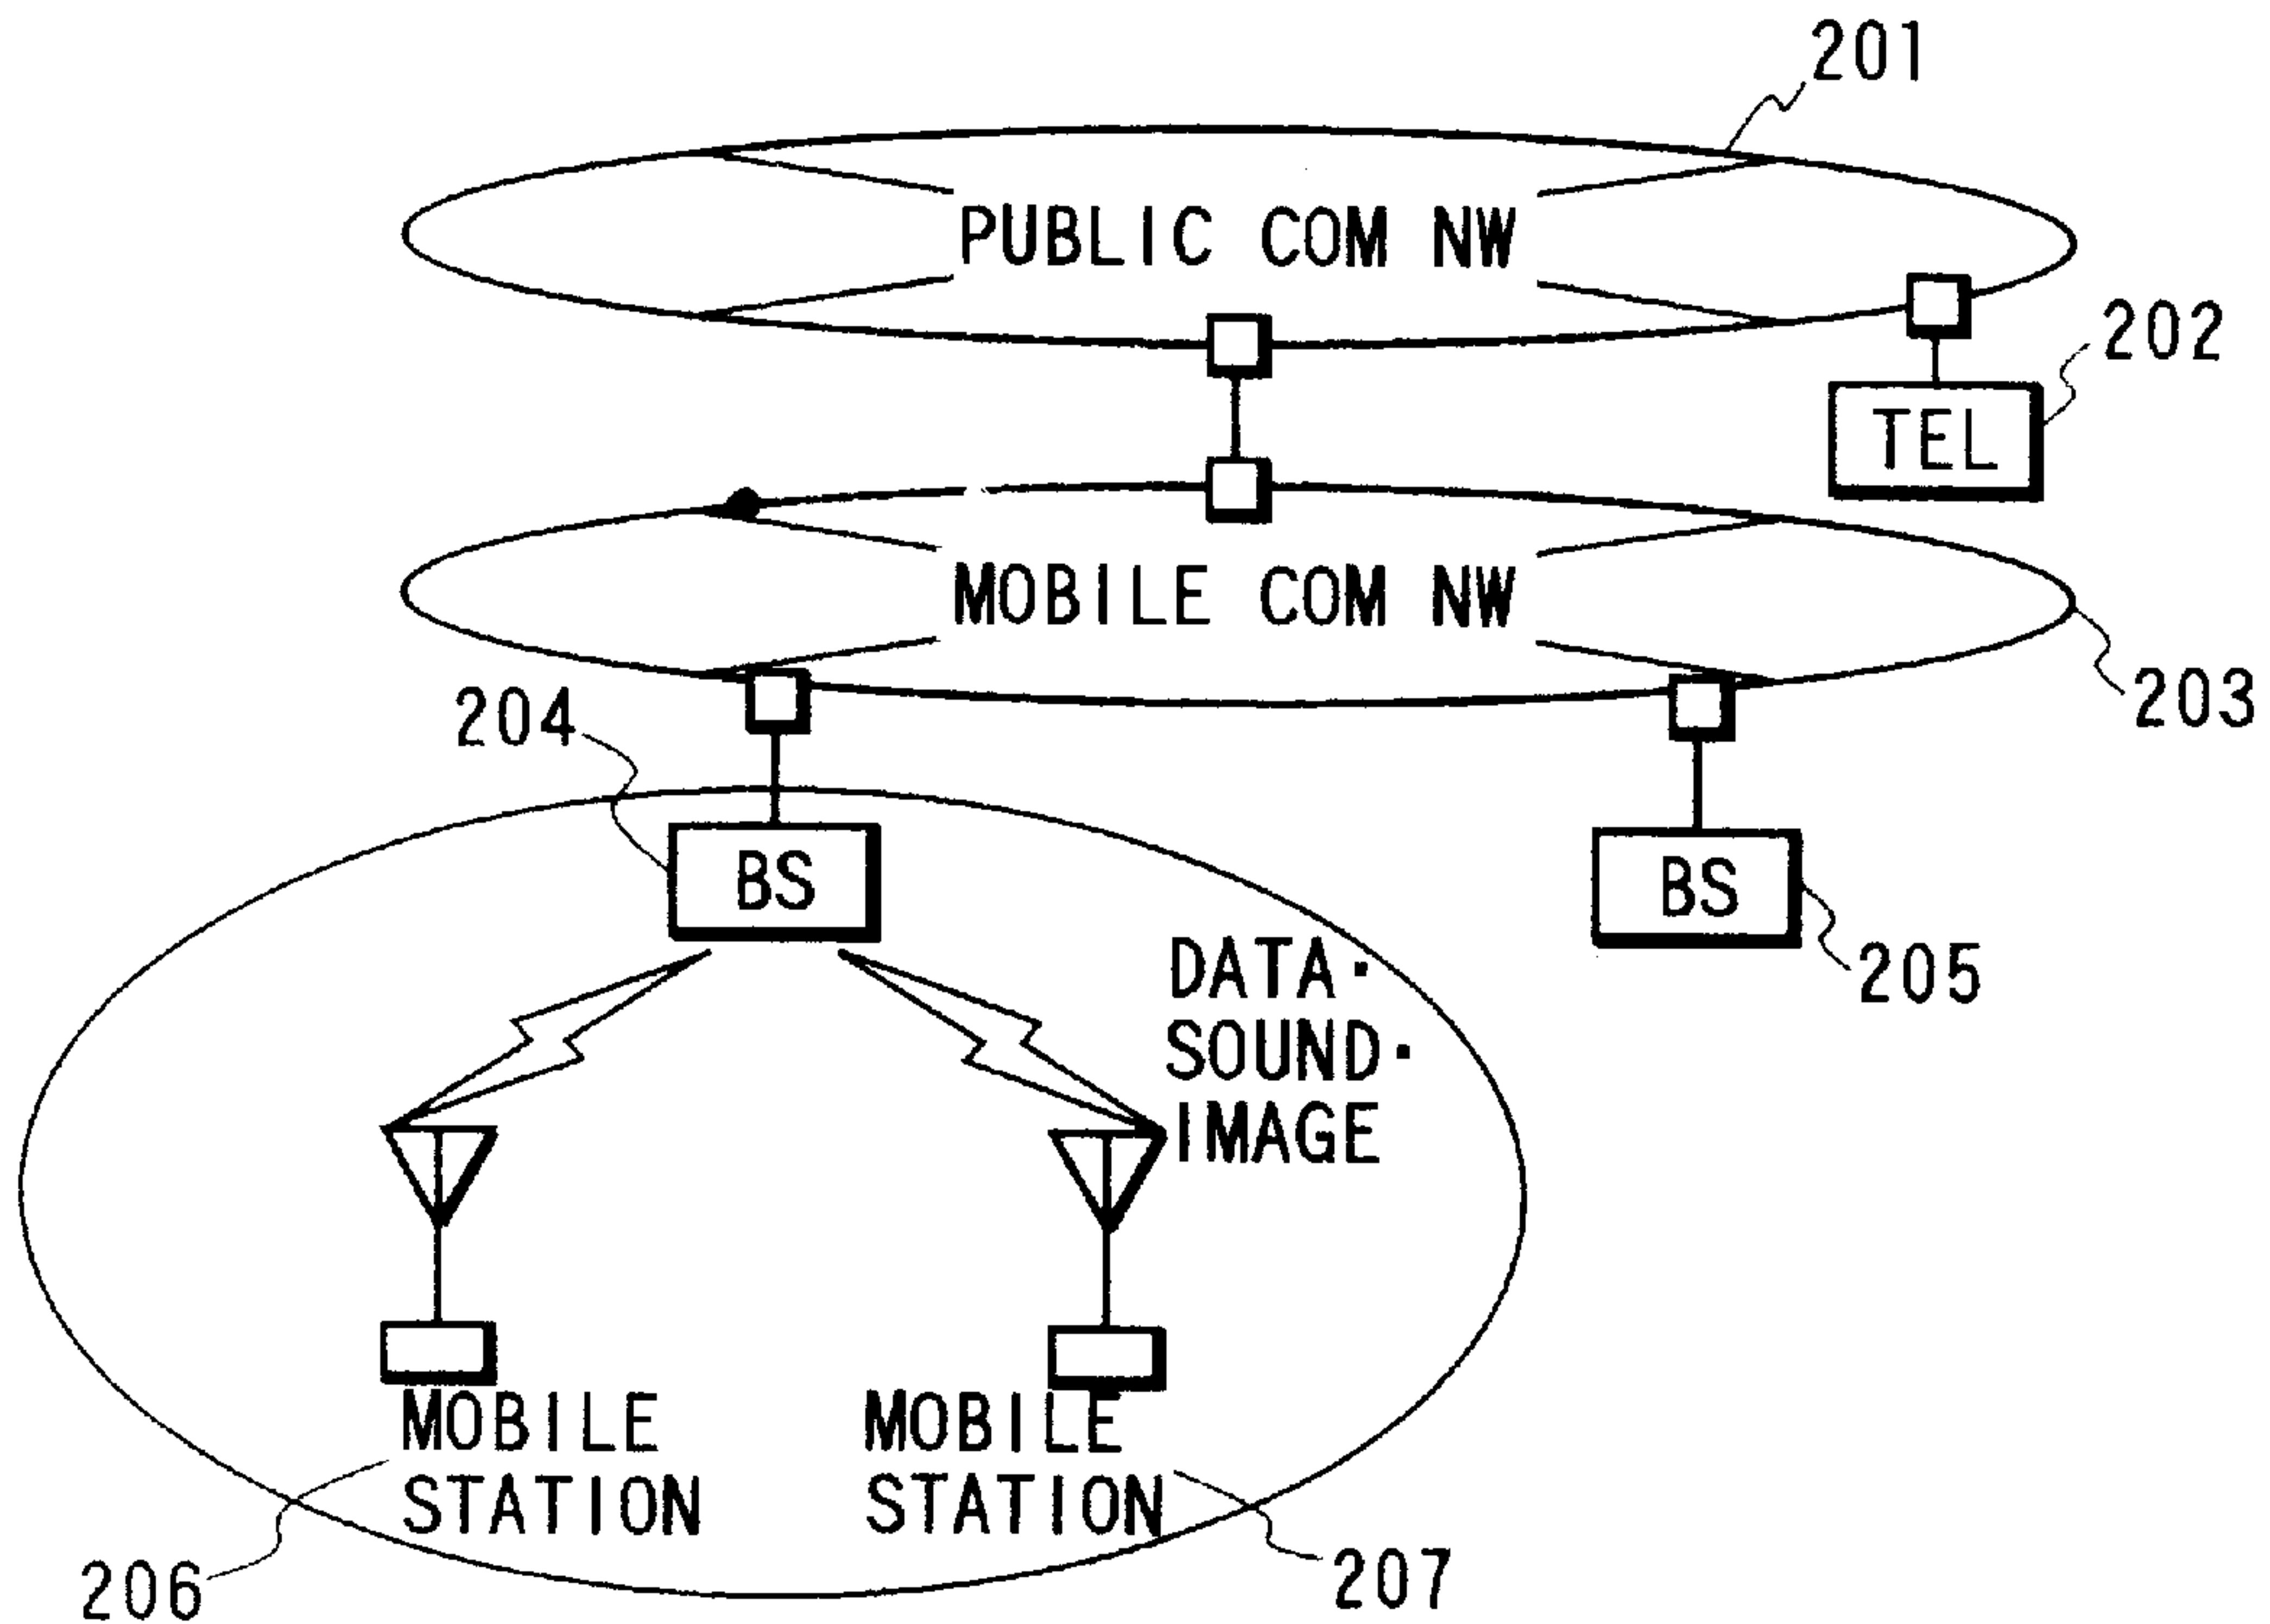 201
PUBLIC COM NW
202
TEL
MOBILE COM NW
203
204
BS
BS
205
DATA·
SOUND·
IMAGE
MOBILE
STATION
MOBILE
STATION
206
207